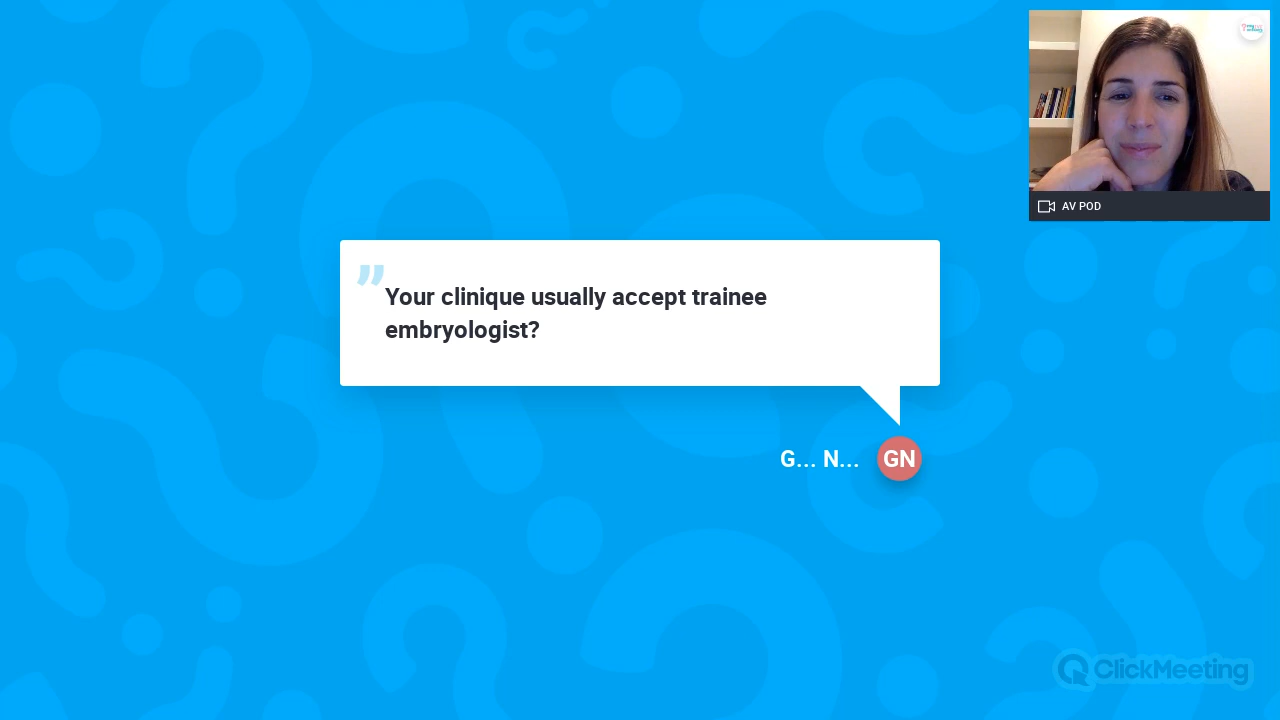 AV POD
Your clinique usually accept trainee
embryologist?
G... N... GN
ClickMeeting